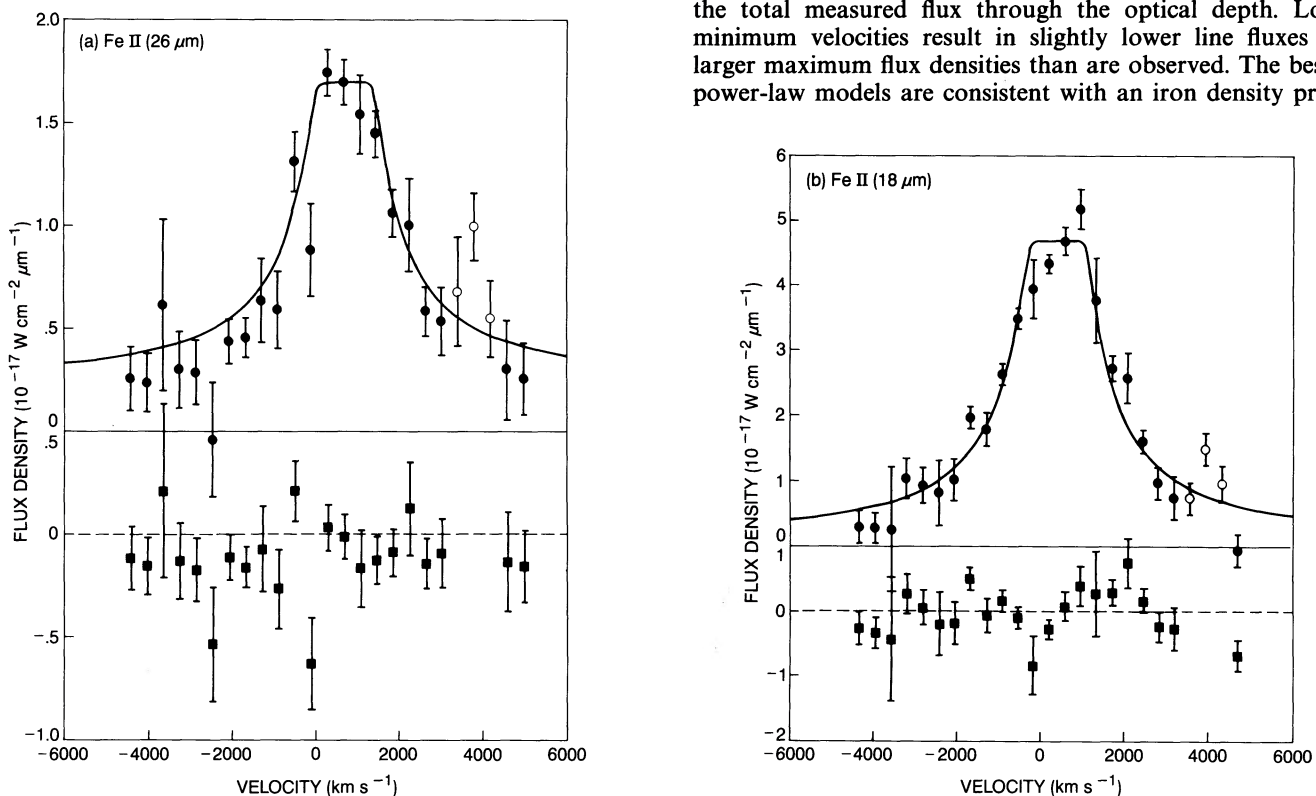 the total measured flux through the optical depth. Lo
minimum velocities result in slightly lower line fluxes
larger maximum flux densities than are observed. The bes
power-law models are consistent with an iron density pr
(a) Fe II (26 μm)
2.0
1.5
1.0
.5
0
.5
0
−.5
−1.0
FLUX DENSITY (10⁻¹⁷ W cm⁻² μm⁻¹)
−6000 −4000 −2000 0 2000 4000 6000
VELOCITY (km s⁻¹)
(b) Fe II (18 μm)
6
5
4
3
2
1
0
1
0
−1
−2
FLUX DENSITY (10⁻¹⁷ W cm⁻² μm⁻¹)
−6000 −4000 −2000 0 2000 4000 6000
VELOCITY (km s⁻¹)